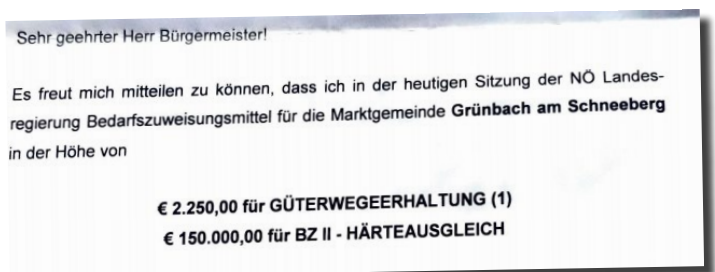 Sehr geehrter Herr Bürgermeister!
Es freut mich mitteilen zu können, dass ich in der heutigen Sitzung der NÖ Landes-
regierung Bedarfszuweisungsmittel für die Marktgemeinde Grünbach am Schneeberg
in der Höhe von
€ 2.250,00 für GÜTERWEGEERHALTUNG (1)
€ 150.000,00 für BZ II - HÄRTEAUSGLEICH